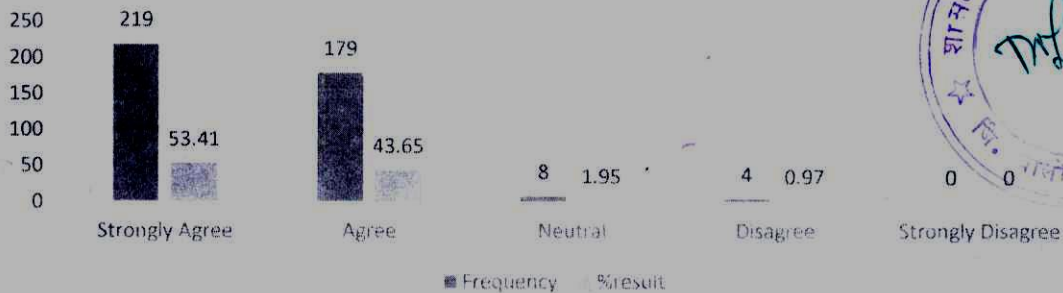 250
200
150
100
50
0
219
53.41
179
43.65
8
1.95
4
0.97
0
0
Strongly Agree
Agree
Neutral
Disagree
Strongly Disagree
Frequency
%result